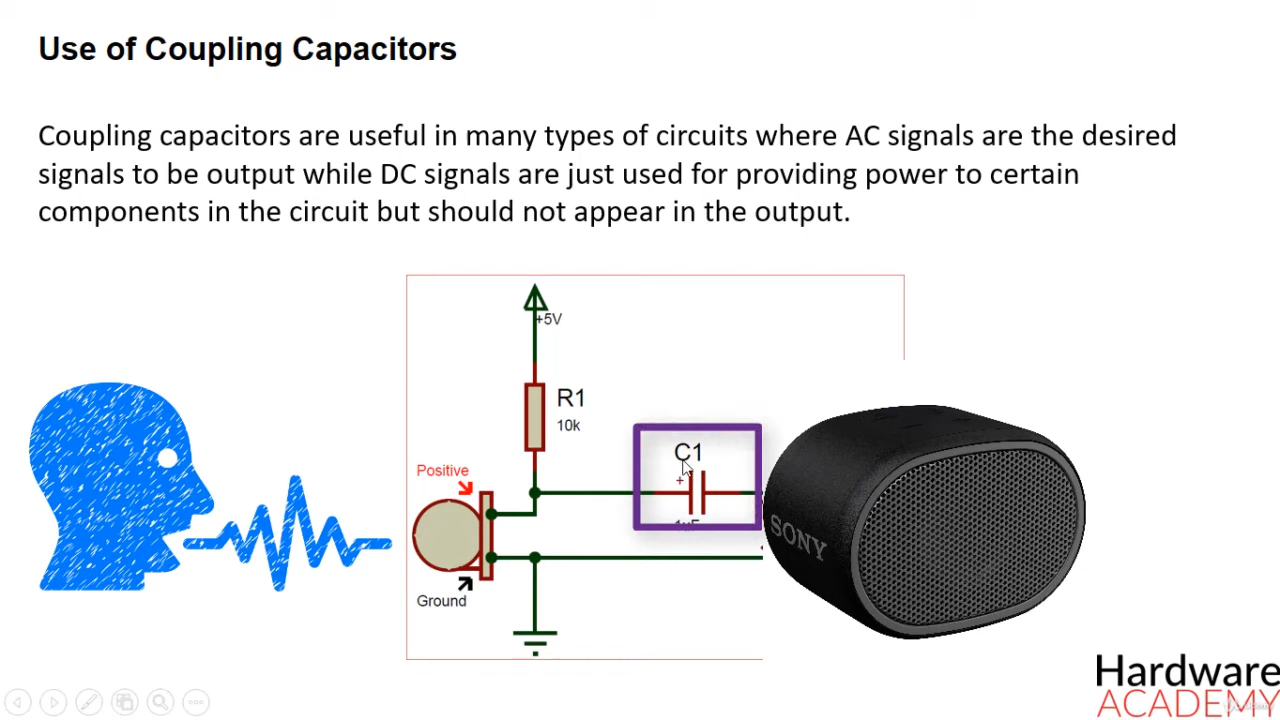 Use of Coupling Capacitors
Coupling capacitors are useful in many types of circuits where AC signals are the desired
signals to be output while DC signals are just used for providing power to certain
components in the circuit but should not appear in the output.
+5V
R1
10k
C1
+
Positive
SONY
Ground
Hardware
ACADEMY